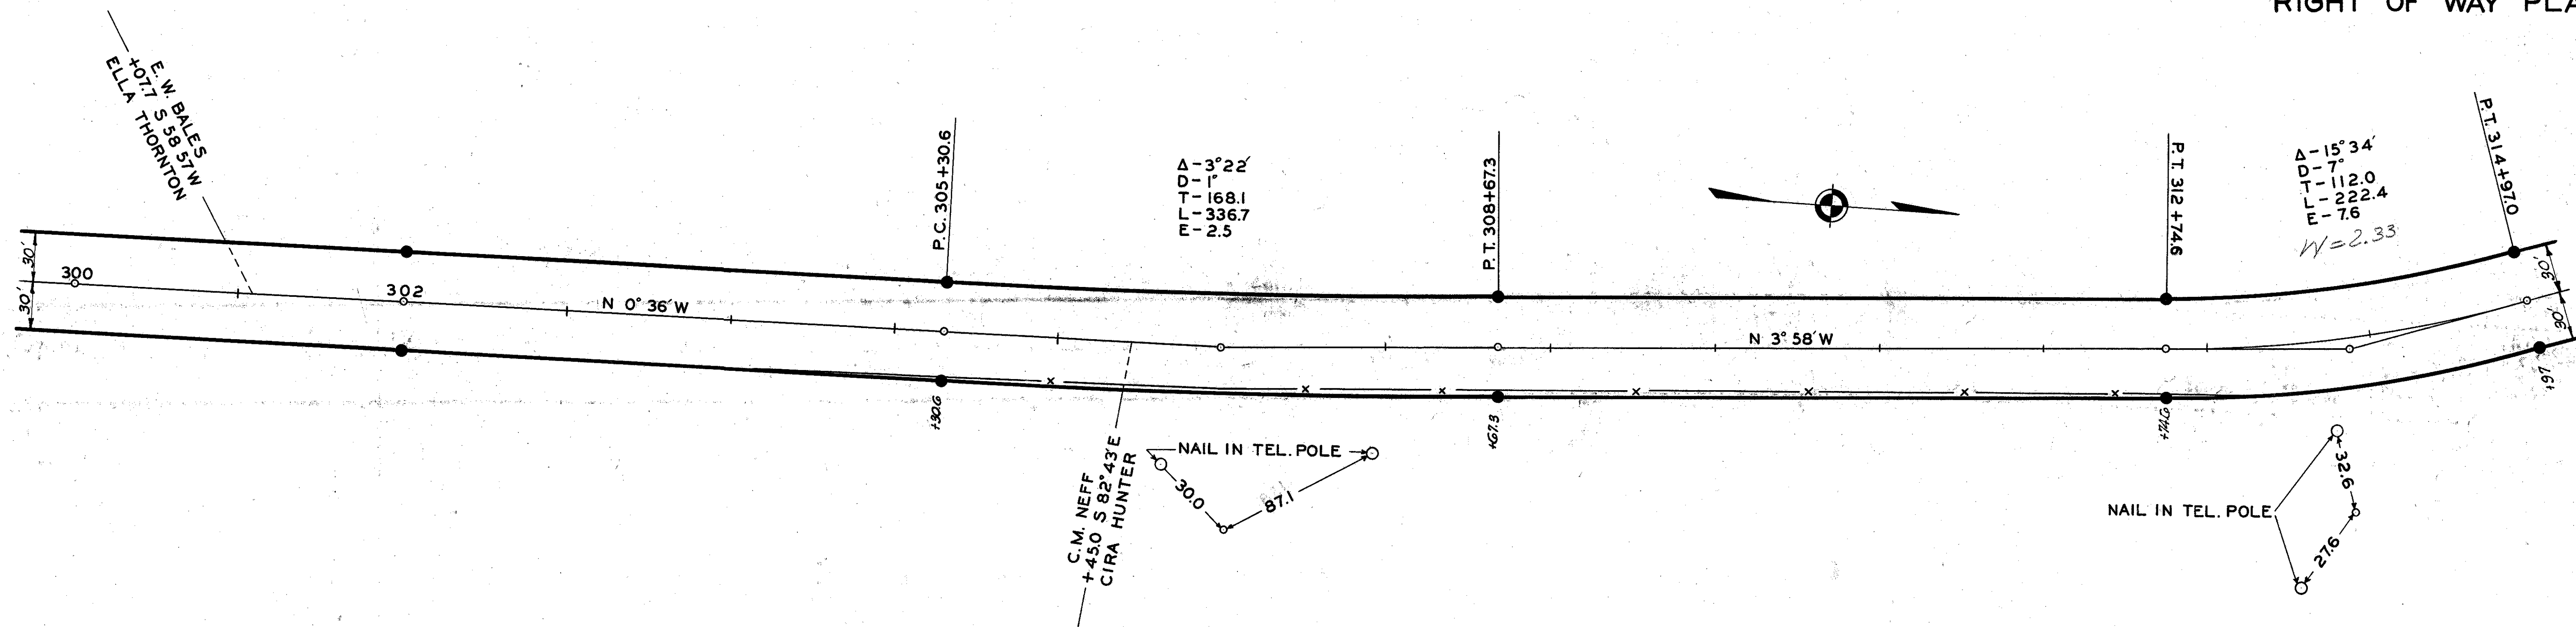 RIGHT OF WAY PLA
E. W. BALES
+07.7 S 58 57 W
ELLA THORNTON
30'
30'
300
302
N 0° 36' W
P.C. 305+30.6
+30.6
Δ-3° 22'
D-1°
T-168.1
L-336.7
E-2.5
P.T. 308+67.3
+67.3
C.M. NEFF
+45.0 S 82° 43' E
CIRA HUNTER
NAIL IN TEL. POLE
30.0
87.1
N 3° 58' W
P.T. 312 +74.6
+74.6
Δ-15° 34'
D-7°
T-112.0
L-222.4
E-7.6
W=2.33
P.T. 314+97.0
30'
30'
+97
NAIL IN TEL. POLE
32.6
27.6